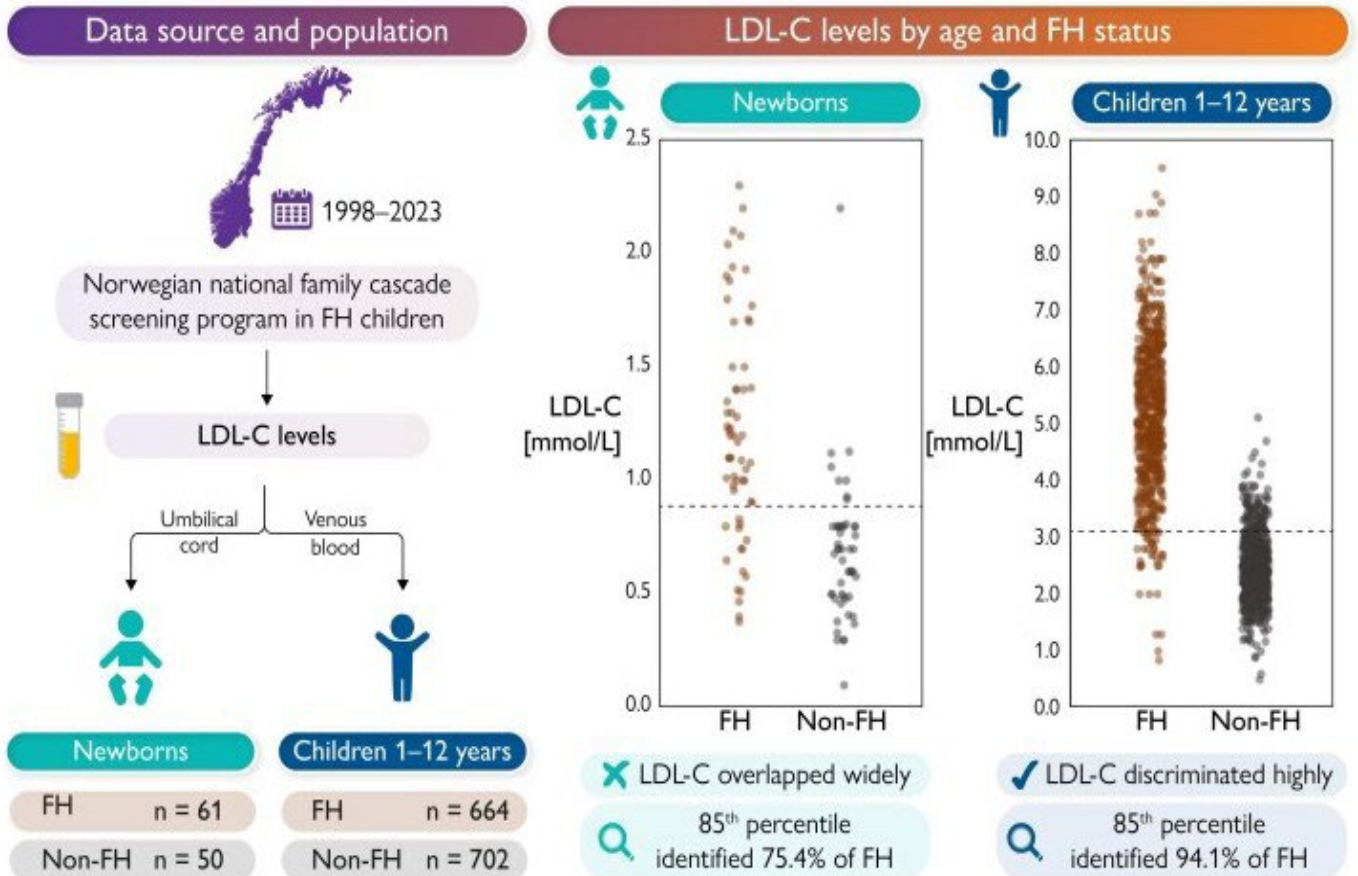 Data source and population
1998–2023
Norwegian national family cascade
screening program in FH children
LDL-C levels
Umbilical
cord
Venous
blood
Newborns
FH n = 61
Non-FH n = 50
Children 1–12 years
FH n = 664
Non-FH n = 702
LDL-C levels by age and FH status
Newborns
LDL-C
[mmol/L]
2.5
2.0
1.5
1.0
0.5
0.0
FH Non-FH
LDL-C overlapped widely
85th percentile
identified 75.4% of FH
Children 1–12 years
LDL-C
[mmol/L]
10.0
9.0
8.0
7.0
6.0
5.0
4.0
3.0
2.0
1.0
0.0
FH Non-FH
LDL-C discriminated highly
85th percentile
identified 94.1% of FH